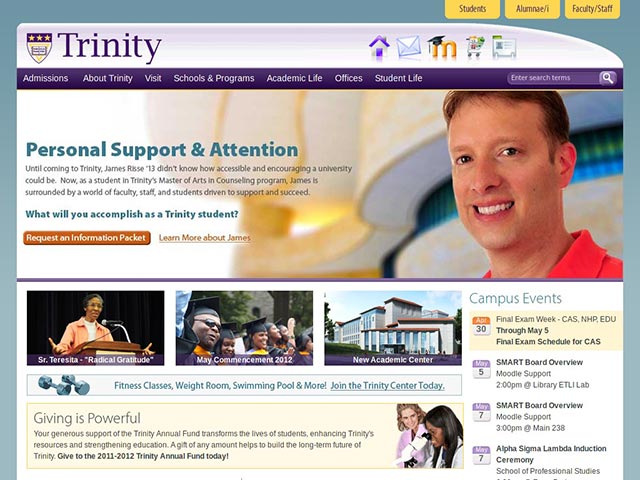 Students
Alumnae/i
Faculty/Staff
Trinity
Admissions
About Trinity
Visit
Schools & Programs
Academic Life
Offices
Student Life
Enter search terms
Personal Support & Attention
Until coming to Trinity, James Risse '13 didn't know how accessible and encouraging a university
could be. Now, as a student in Trinity's Master of Arts in Counseling program, James is
surrounded by a world of faculty, staff, and students driven to support and succeed.
What will you accomplish as a Trinity student?
Request an Information Packet
Learn More about James
Sr. Teresita - "Radical Gratitude"
May Commencement 2012
New Academic Center
Fitness Classes, Weight Room, Swimming Pool & More! Join the Trinity Center Today.
Giving is Powerful
Your generous support of the Trinity Annual Fund transforms the lives of students, enhancing Trinity's
resources and strengthening education. A gift of any amount helps to build the long-term future of
Trinity. Give to the 2011-2012 Trinity Annual Fund today!
Campus Events
Apr
30
Final Exam Week - CAS, NHP, EDU
Through May 5
Final Exam Schedule for CAS
May
5
SMART Board Overview
Moodle Support
2:00pm @ Library ETLI Lab
May
7
SMART Board Overview
Moodle Support
9:00pm @ Main 238
May
7
Alpha Sigma Lambda Induction
Ceremony
School of Professional Studies